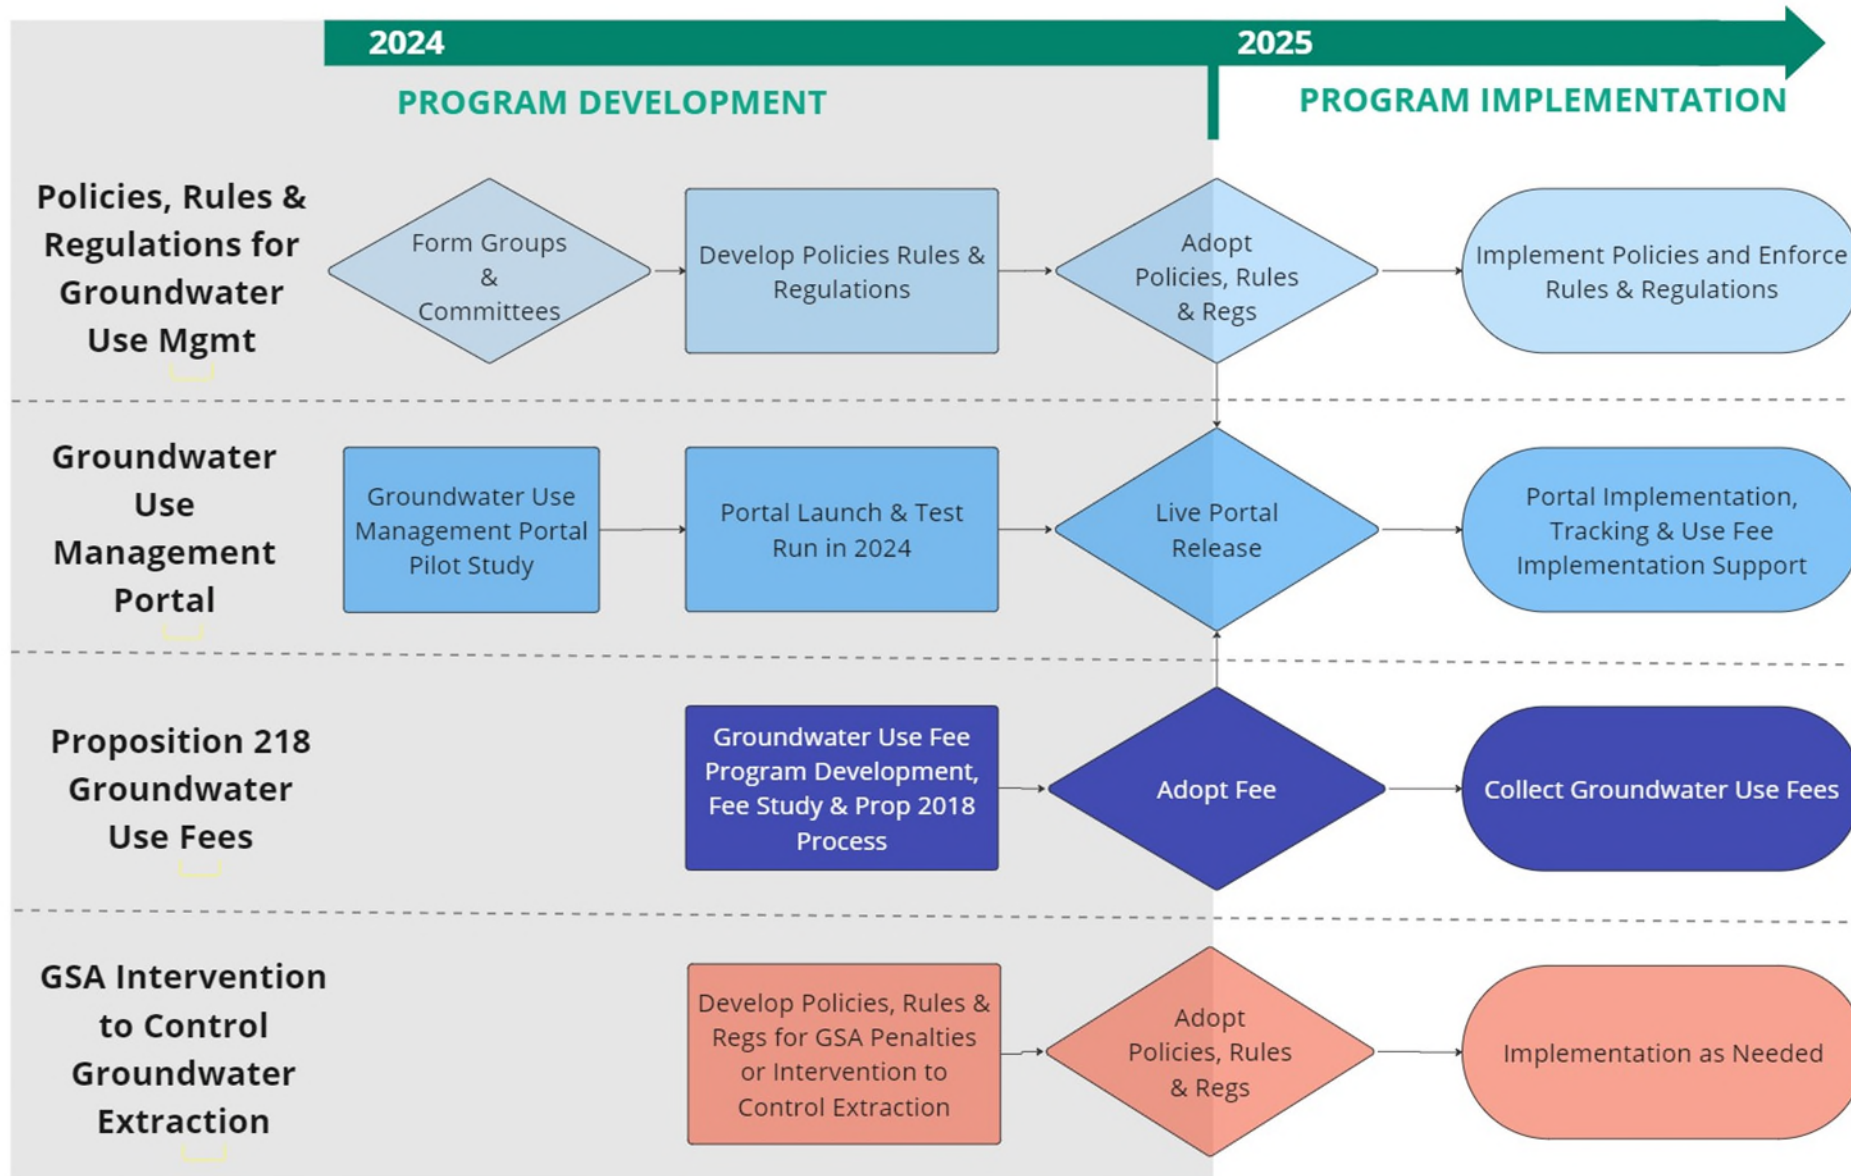 2024
2025
PROGRAM DEVELOPMENT
PROGRAM IMPLEMENTATION
Policies, Rules &
Regulations for
Groundwater
Use Mgmt
Form Groups
&
Committees
Develop Policies Rules &
Regulations
Adopt
Policies, Rules
& Regs
Implement Policies and Enforce
Rules & Regulations
Groundwater
Use
Management
Portal
Groundwater Use
Management Portal
Pilot Study
Portal Launch & Test
Run in 2024
Live Portal
Release
Portal Implementation,
Tracking & Use Fee
Implementation Support
Proposition 218
Groundwater
Use Fees
Groundwater Use Fee
Program Development,
Fee Study & Prop 2018
Process
Adopt Fee
Collect Groundwater Use Fees
GSA Intervention
to Control
Groundwater
Extraction
Develop Policies, Rules &
Regs for GSA Penalties
or Intervention to
Control Extraction
Adopt
Policies, Rules
& Regs
Implementation as Needed